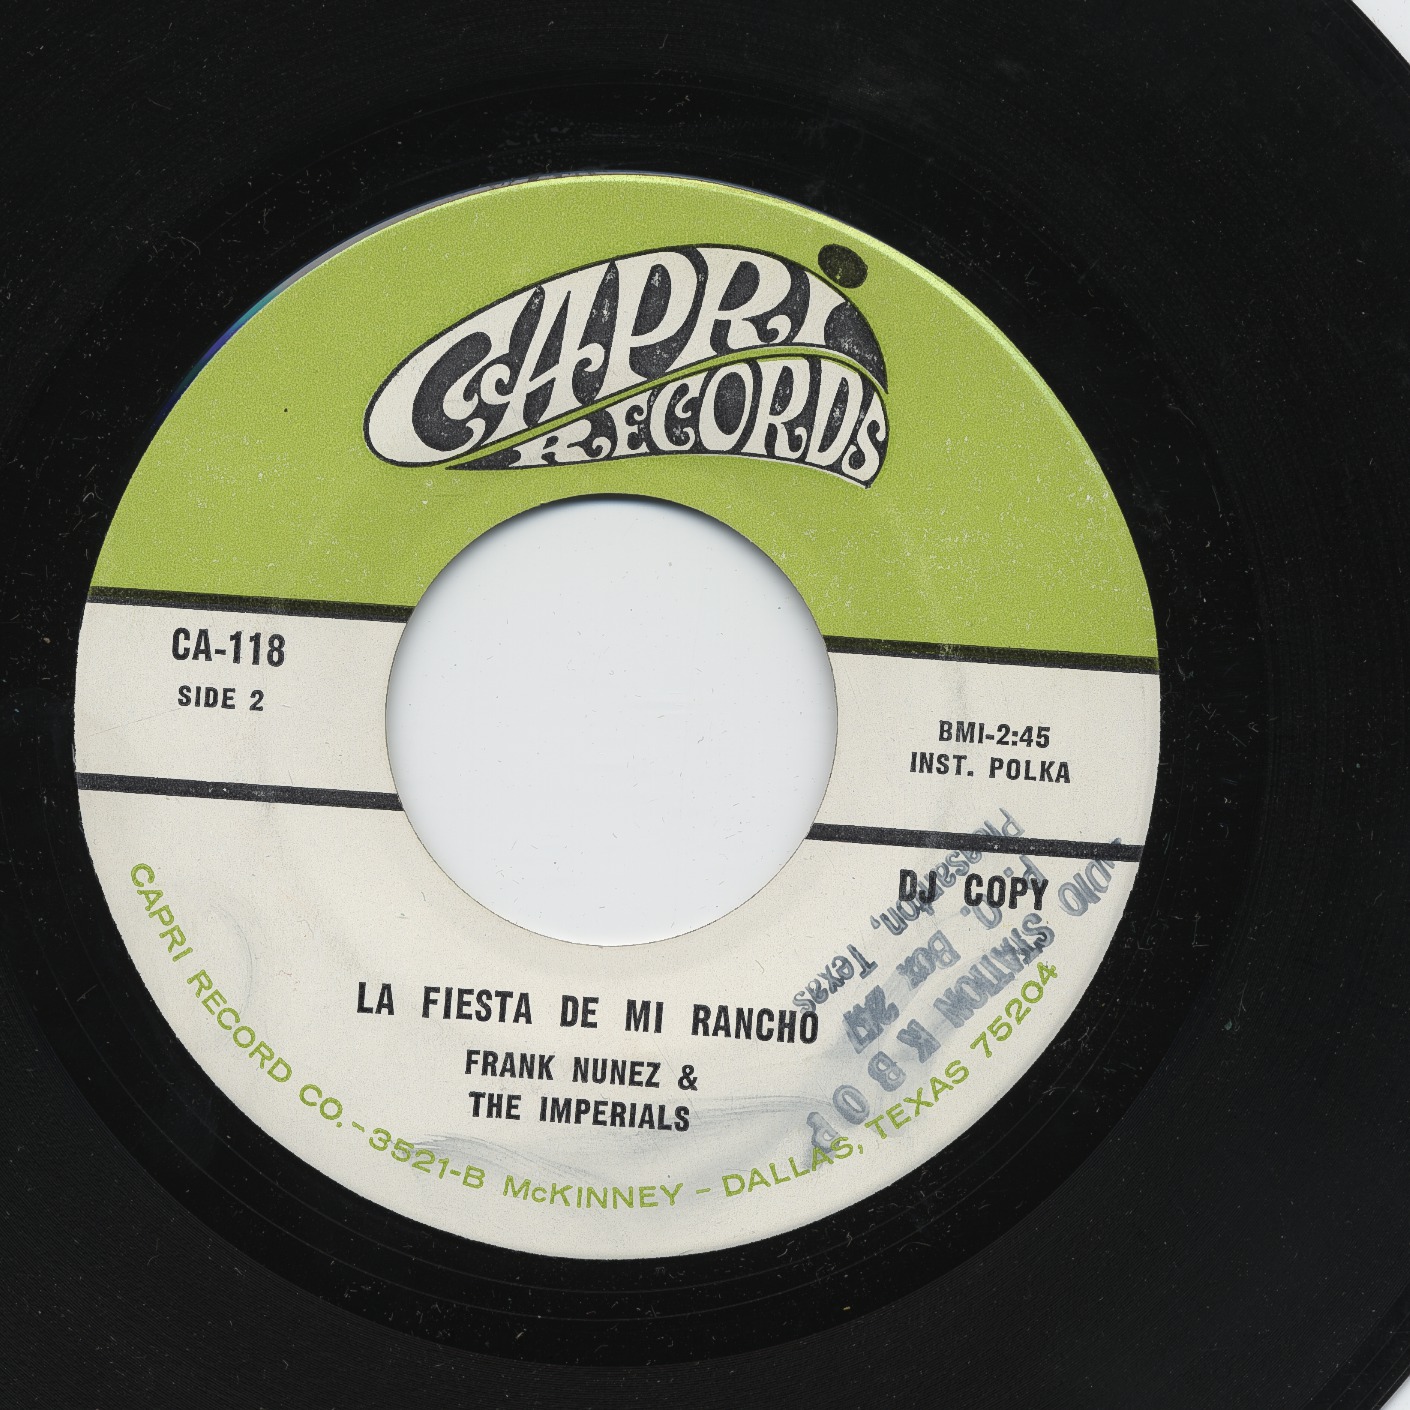 CAPRI
RECORDS
CA-118
SIDE 2
BMI-2:45
INST. POLKA
DJ COPY
LA FIESTA DE MI RANCHO
FRANK NUNEZ &
THE IMPERIALS
CAPRI RECORD CO. - 3521-B McKINNEY - DALLAS, TEXAS 75204
STATION K B O P
P. O. Box 247
Pleasanton, Texas